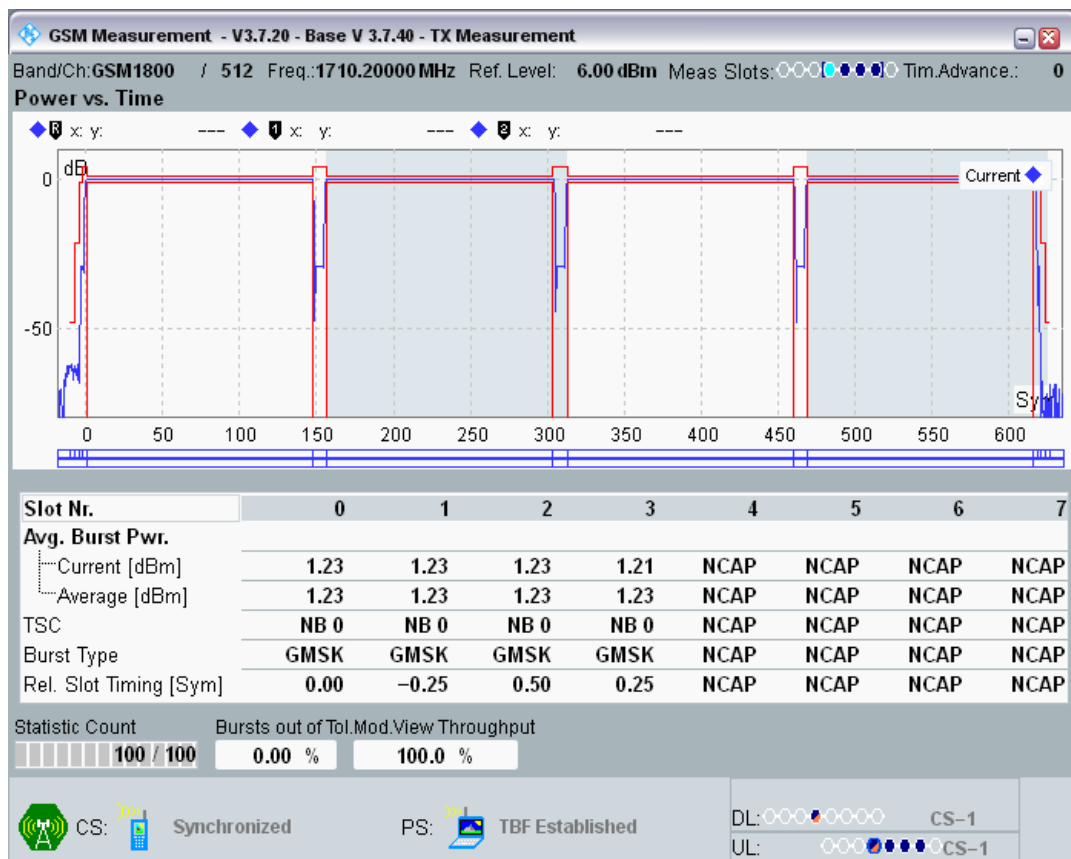 GSM Measurement - V3.7.20 - Base V 3.7.40 - TX Measurement
Band/Ch:GSM1800 / 512 Freq.:1710.20000 MHz Ref. Level: 6.00 dBm Meas Slots: Tim.Advance.: 0
Power vs. Time
R x: y: --- 1 x: y: --- 2 x: y: ---
dB
Current
0
-50
Sy
0 50 100 150 200 250 300 350 400 450 500 550 600
Slot Nr. 0 1 2 3 4 5 6 7
Avg. Burst Pwr.
Current [dBm] 1.23 1.23 1.23 1.21 NCAP NCAP NCAP NCAP
Average [dBm] 1.23 1.23 1.23 1.23 NCAP NCAP NCAP NCAP
TSC NB 0 NB 0 NB 0 NB 0 NCAP NCAP NCAP NCAP
Burst Type GMSK GMSK GMSK GMSK NCAP NCAP NCAP NCAP
Rel. Slot Timing [Sym] 0.00 −0.25 0.50 0.25 NCAP NCAP NCAP NCAP
Statistic Count Bursts out of Tol.Mod.View Throughput
100 / 100 0.00 % 100.0 %
CS: Synchronized PS: TBF Established
DL: CS−1
UL: CS−1